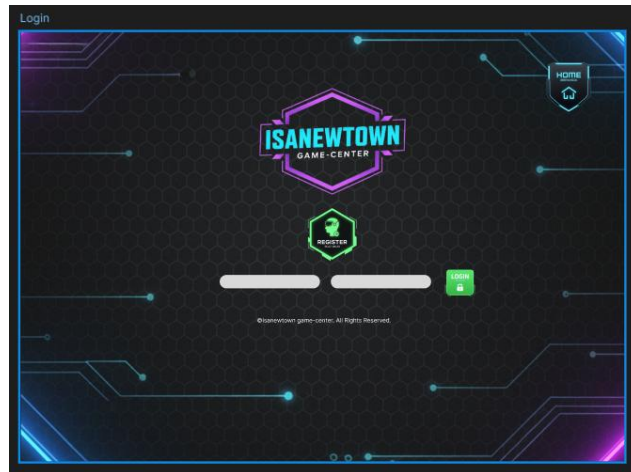 Login
HOME
ISANEWTOWN
GAME-CENTER
REGISTER
LOGIN
©isanewtown game-center. All Rights Reserved.